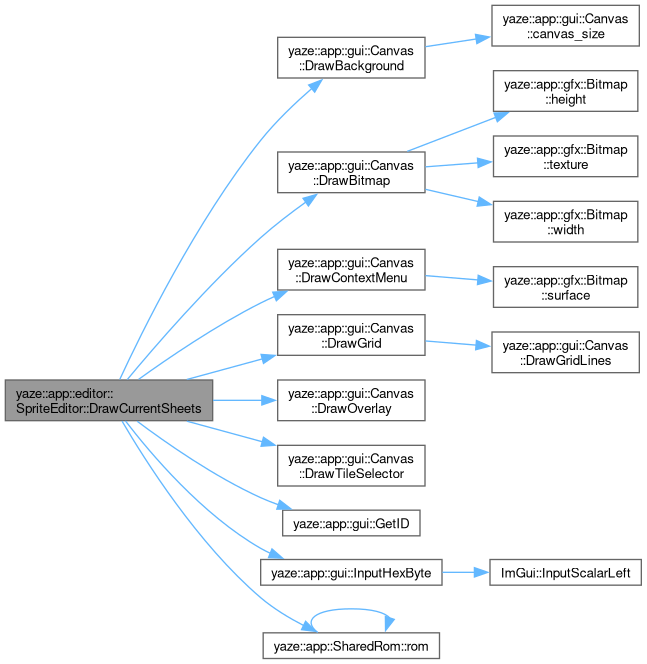 yaze::app::editor::
SpriteEditor::DrawCurrentSheets
yaze::app::gui::Canvas
::DrawBackground
yaze::app::gui::Canvas
::canvas_size
yaze::app::gui::Canvas
::DrawBitmap
yaze::app::gfx::Bitmap
::height
yaze::app::gfx::Bitmap
::texture
yaze::app::gfx::Bitmap
::width
yaze::app::gui::Canvas
::DrawContextMenu
yaze::app::gfx::Bitmap
::surface
yaze::app::gui::Canvas
::DrawGrid
yaze::app::gui::Canvas
::DrawGridLines
yaze::app::gui::Canvas
::DrawOverlay
yaze::app::gui::Canvas
::DrawTileSelector
yaze::app::gui::GetID
yaze::app::gui::InputHexByte
ImGui::InputScalarLeft
yaze::app::SharedRom::rom